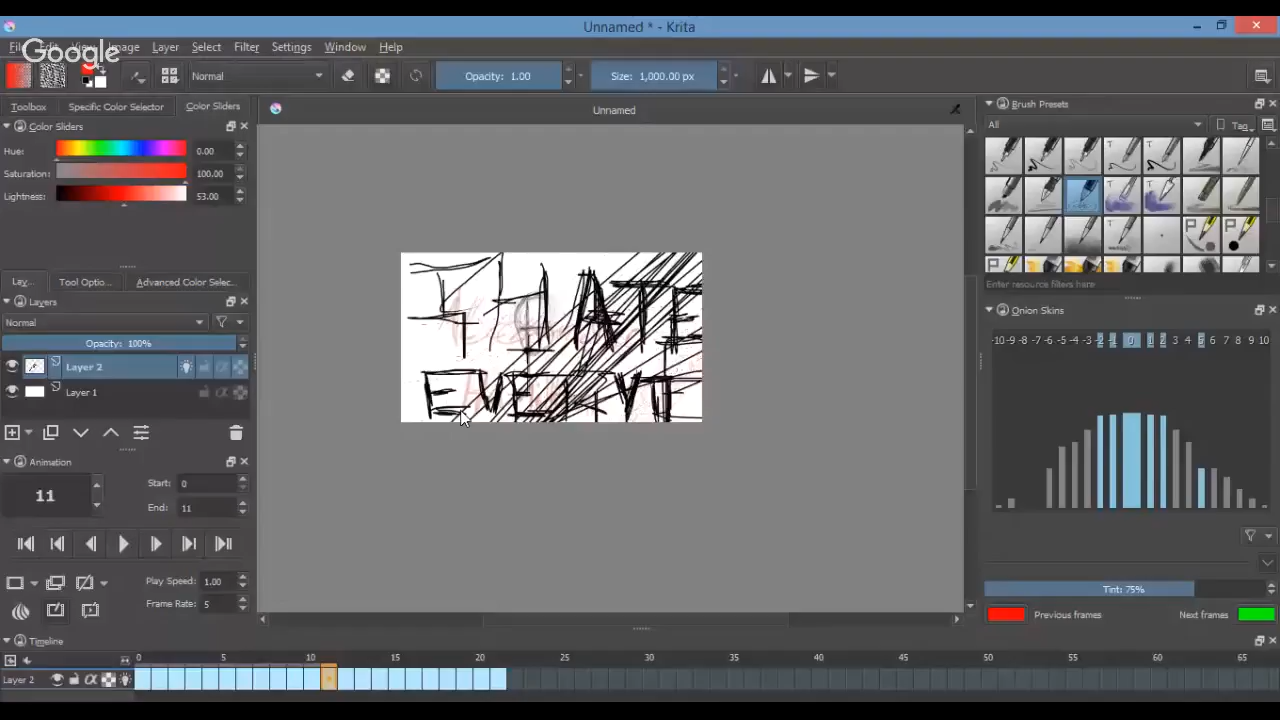 Unnamed * - Krita
Google
File Edit View Image Layer Select Filter Settings Window Help
Normal Opacity: 1.00 Size: 1,000.00 px
Toolbox Specific Color Selector Color Sliders
Color Sliders
Hue: 0.00
Saturation: 100.00
Lightness: 53.00
Lay... Tool Optio... Advanced Color Selec...
Layers
Normal
Opacity: 100%
Layer 2
Layer 1
Animation
11 Start: 0
End: 11
Play Speed: 1.00
Frame Rate: 5
Unnamed
HATE
EVE
Brush Presets
All Tag
Enter resource filters here
Onion Skins
-10 -9 -8 -7 -6 -5 -4 -3 -2 -1 0 1 2 3 4 5 6 7 8 9 10
Tint: 75%
Previous frames Next frames
Timeline
0 5 10 15 20 25 30 35 40 45 50 55 60 65
Layer 2